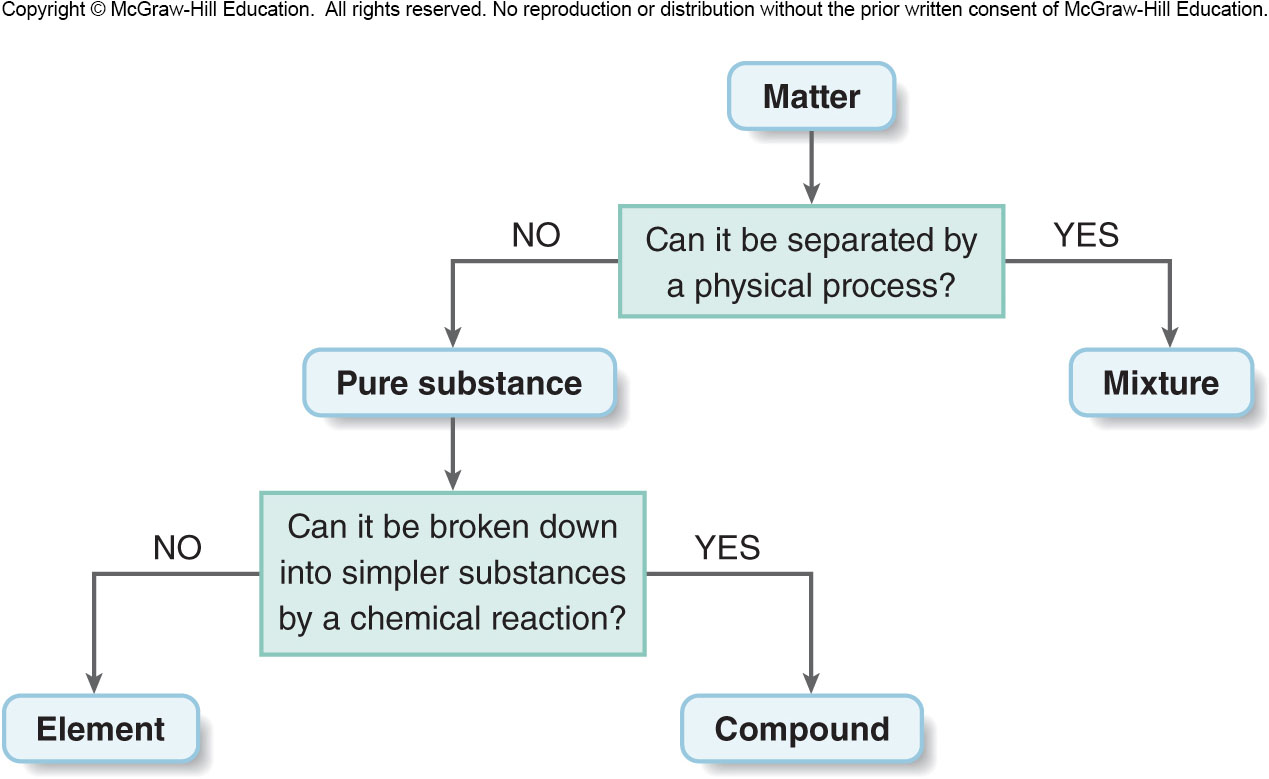 Copyright © McGraw-Hill Education.  All rights reserved. No reproduction or distribution without the prior written consent of McGraw-Hill Education.
Matter
NO
Can it be separated by
a physical process?
YES
Pure substance
Mixture
NO
Can it be broken down
into simpler substances
by a chemical reaction?
YES
Element
Compound